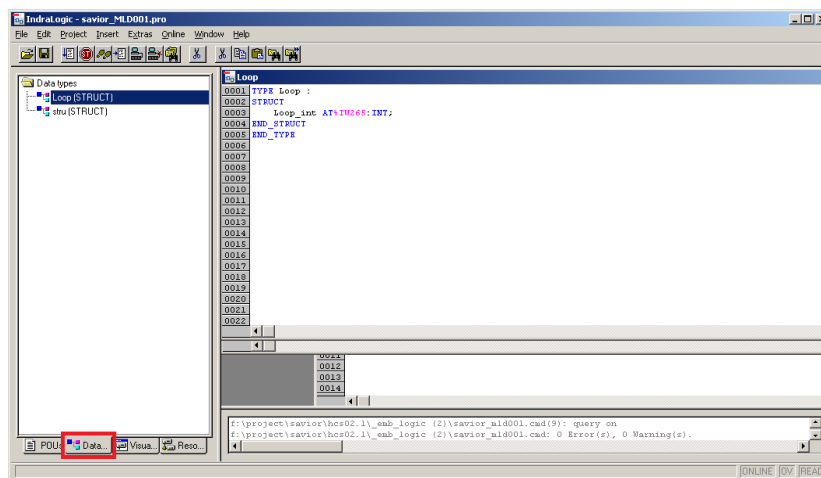 IndraLogic - savior_MLD001.pro
File Edit Project Insert Extras Online Window Help
Data types
Loop (STRUCT)
stru (STRUCT)
Loop
0001 TYPE Loop :
0002 STRUCT
0003 Loop_int AT%IW265:INT;
0004 END_STRUCT
0005 END_TYPE
0006
0007
0008
0009
0010
0011
0012
0013
0014
0015
0016
0017
0018
0019
0020
0021
0022
0011
0012
0013
0014
f:\project\savior\hcs02.1\_emb_logic (2)\savior_mld001.cmd(9): query on
f:\project\savior\hcs02.1\_emb_logic (2)\savior_mld001.cmd: 0 Error(s), 0 Warning(s).
POUs Data... Visua... Reso...
ONLINE OV READ